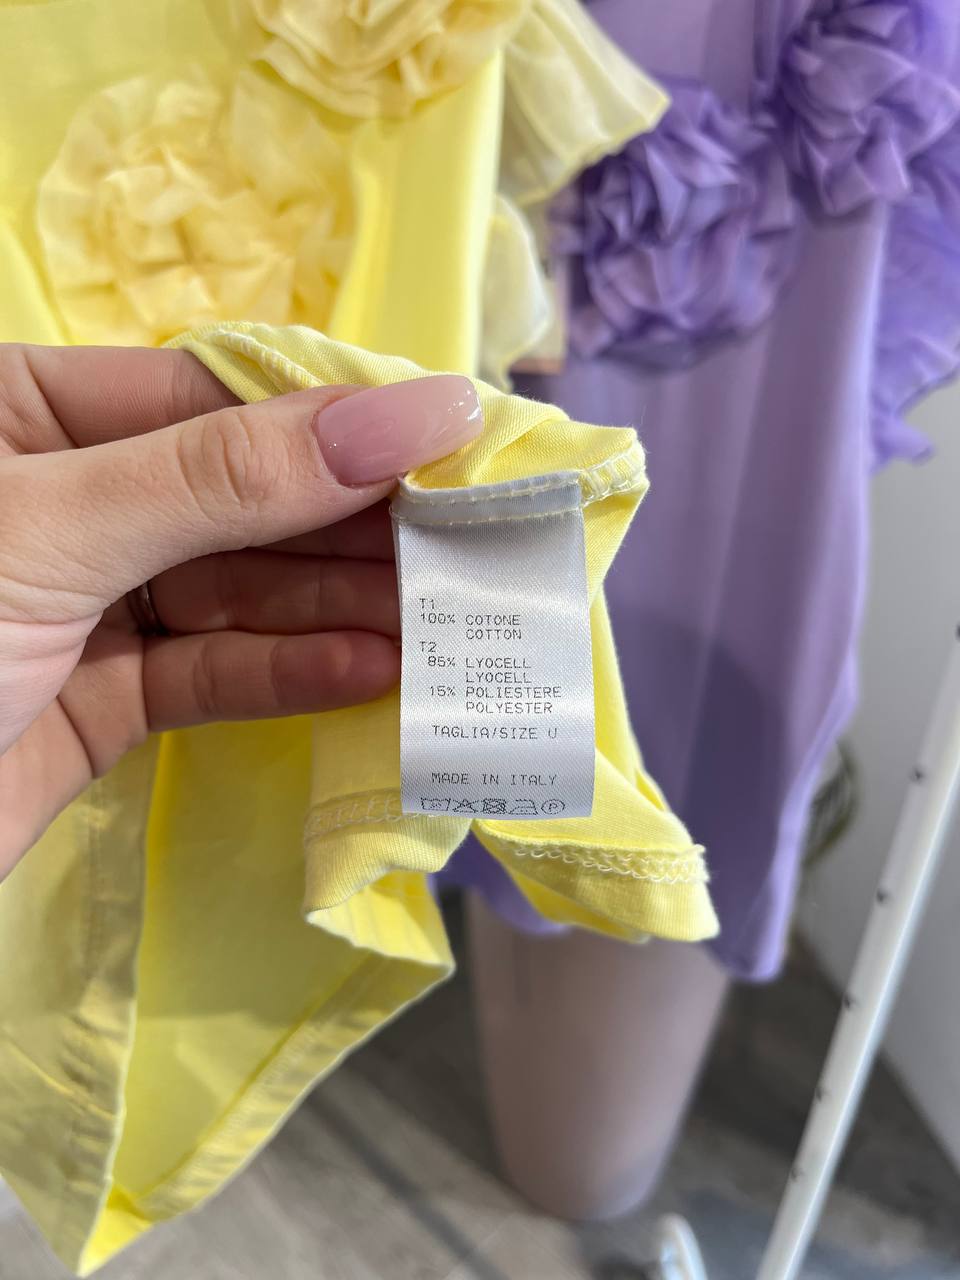 T1
100% COTONE
COTTON
T2
85% LYOCELL
LYOCELL
15% POLIESTERE
POLYESTER
TAGLIA/SIZE U
MADE IN ITALY
P